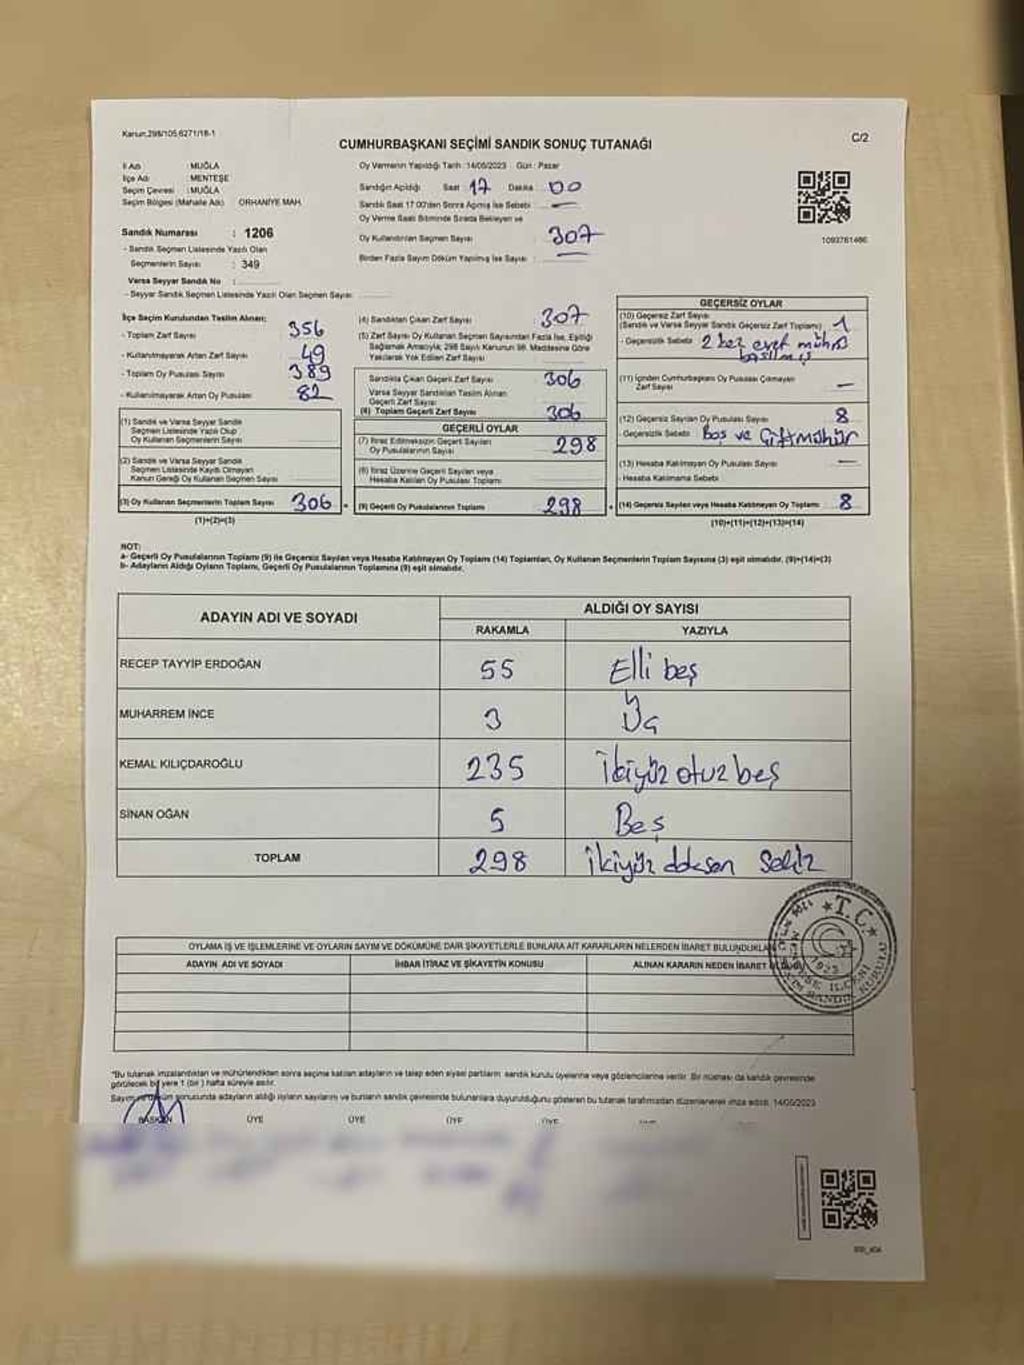 Kanun.298/105,6271/18-1
C/2
CUMHURBAŞKANI SEÇİMİ SANDIK SONUÇ TUTANAĞI
İl Adı : MUĞLA
İlçe Adı : MENTEŞE
Seçim Çevresi : MUĞLA
Seçim Bölgesi (Mahalle Adı) ORHANİYE MAH.
Sandık Numarası : 1206
- Sandık Seçmen Listesinde Yazılı Olan
Seçmenlerin Sayısı : 349
Varsa Seyyar Sandık No :
- Seyyar Sandık Seçmen Listesinde Yazılı Olan Seçmen Sayısı
Oy Vermenin Yapıldığı Tarih :14/05/2023 Gün : Pazar
Sandığın Açıldığı Saat 17 Dakika 00
Sandık Saat 17.00'den Sonra Açılmış İse Sebebi : —
Oy Verme Saati Bitiminde Sırada Bekleyen ve
Oy Kullandırılan Seçmen Sayısı : 307
Birden Fazla Sayım Döküm Yapılmış İse Sayısı : —
1093761466
İlçe Seçim Kurulundan Teslim Alınan:
- Toplam Zarf Sayısı : 356
- Kullanılmayarak Artan Zarf Sayısı : 49
- Toplam Oy Pusulası Sayısı : 389
- Kullanılmayarak Artan Oy Pusulası : 82
(1) Sandık ve Varsa Seyyar Sandık
Seçmen Listesinde Yazılı Olup
Oy Kullanan Seçmenlerin Sayısı
(2) Sandık ve Varsa Seyyar Sandık
Seçmen Listesinde Kaydı Olmayan
Kanun Gereği Oy Kullanan Seçmen Sayısı
(3) Oy Kullanan Seçmenlerin Toplam Sayısı 306
(1)+(2)=(3)
(4) Sandıktan Çıkan Zarf Sayısı 307
(5) Zarf Sayısı Oy Kullanan Seçmen Sayısından Fazla İse, Eşitliği
Sağlamak Amacıyla; 298 Sayılı Kanunun 98. Maddesine Göre
Yakılarak Yok Edilen Zarf Sayısı
Sandıkta Çıkan Geçerli Zarf Sayısı 306
Varsa Seyyar Sandıktan Teslim Alınan
Geçerli Zarf Sayısı
(6) Toplam Geçerli Zarf Sayısı 306
GEÇERLİ OYLAR
(7) İtiraz Edilmeksizin Geçerli Sayılan
Oy Pusulalarının Sayısı 298
(8) İtiraz Üzerine Geçerli Sayılan veya
Hesaba Katılan Oy Pusulası Toplamı
(9) Geçerli Oy Pusulalarının Toplamı 298
GEÇERSİZ OYLAR
(10) Geçersiz Zarf Sayısı
(Sandık ve Varsa Seyyar Sandık Geçersiz Zarf Toplamı) 1
- Geçersizlik Sebebi : 2 kez evet mührü
basılmış
(11) İçinden Cumhurbaşkanı Oy Pusulası Çıkmayan
Zarf Sayısı —
(12) Geçersiz Sayılan Oy Pusulası Sayısı 8
- Geçersizlik Sebebi : Boş ve Çift mühür
(13) Hesaba Katılmayan Oy Pusulası Sayısı —
- Hesaba Katılmama Sebebi
(14) Geçersiz Sayılan veya Hesaba Katılmayan Oy Toplamı : 8
(10)+(11)+(12)+(13)=(14)
NOT:
a- Geçerli Oy Pusulalarının Toplamı (9) ile Geçersiz Sayılan veya Hesaba Katılmayan Oy Toplamı (14) Toplamları, Oy Kullanan Seçmenlerin Toplam Sayısına (3) eşit olmalıdır. (9)+(14)=(3)
b- Adayların Aldığı Oyların Toplamı, Geçerli Oy Pusulalarının Toplamına (9) eşit olmalıdır.
ADAYIN ADI VE SOYADI
ALDIĞI OY SAYISI
RAKAMLA YAZIYLA
RECEP TAYYİP ERDOĞAN 55 Elli beş
MUHARREM İNCE 3 Üç
KEMAL KILIÇDAROĞLU 235 İkiyüz otuz beş
SİNAN OĞAN 5 Beş
TOPLAM 298 İkiyüz doksan sekiz
OYLAMA İŞ VE İŞLEMLERİNE VE OYLARIN SAYIM VE DÖKÜMÜNE DAİR ŞİKAYETLERLE BUNLARA AİT KARARLARIN NELERDEN İBARET BULUNDUKLARI
ADAYIN ADI VE SOYADI İHBAR İTİRAZ VE ŞİKAYETİN KONUSU ALINAN KARARIN NEDEN İBARET OLDUĞU
T.C.
1923
*Bu tutanak imzalandıktan ve mühürlendikten sonra seçime katılan adayların ve talep eden siyasi partilerin sandık kurulu üyelerine veya gözlemcilerine verilir. Bir nüshası da sandık çevresinde
görülecek bir yere 1 (bir) hafta süreyle asılır.
Sayım ve döküm sonucunda adayların aldığı oyların sayılarını ve bunların sandık çevresinde bulunanlara duyurulduğunu gösteren bu tutanak tarafımızdan düzenlenerek imza edildi. 14/05/2023
BAŞKAN ÜYE ÜYE ÜYE ÜYE